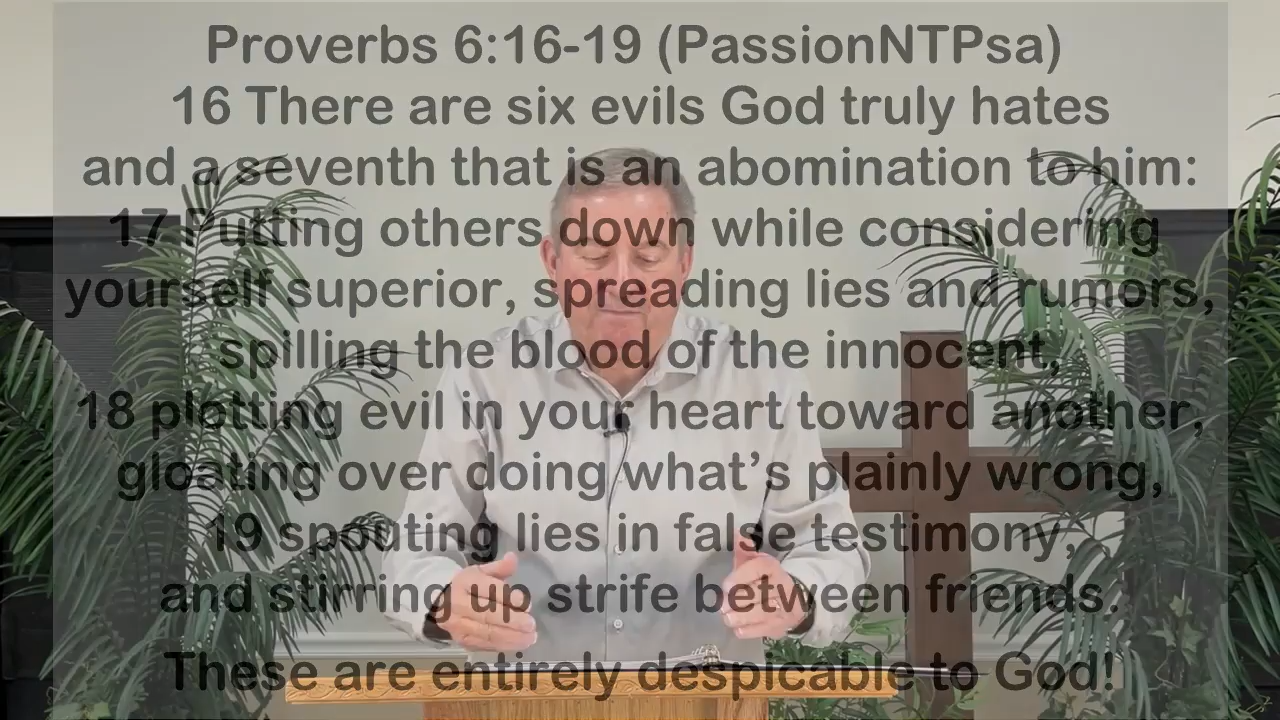 Proverbs 6:16-19 (PassionNTPsa)
16 There are six evils God truly hates
and a seventh that is an abomination to him:
17 Putting others down while considering
yourself superior, spreading lies and rumors,
spilling the blood of the innocent,
18 plotting evil in your heart toward another,
gloating over doing what’s plainly wrong,
19 spouting lies in false testimony,
and stirring up strife between friends.
These are entirely despicable to God!